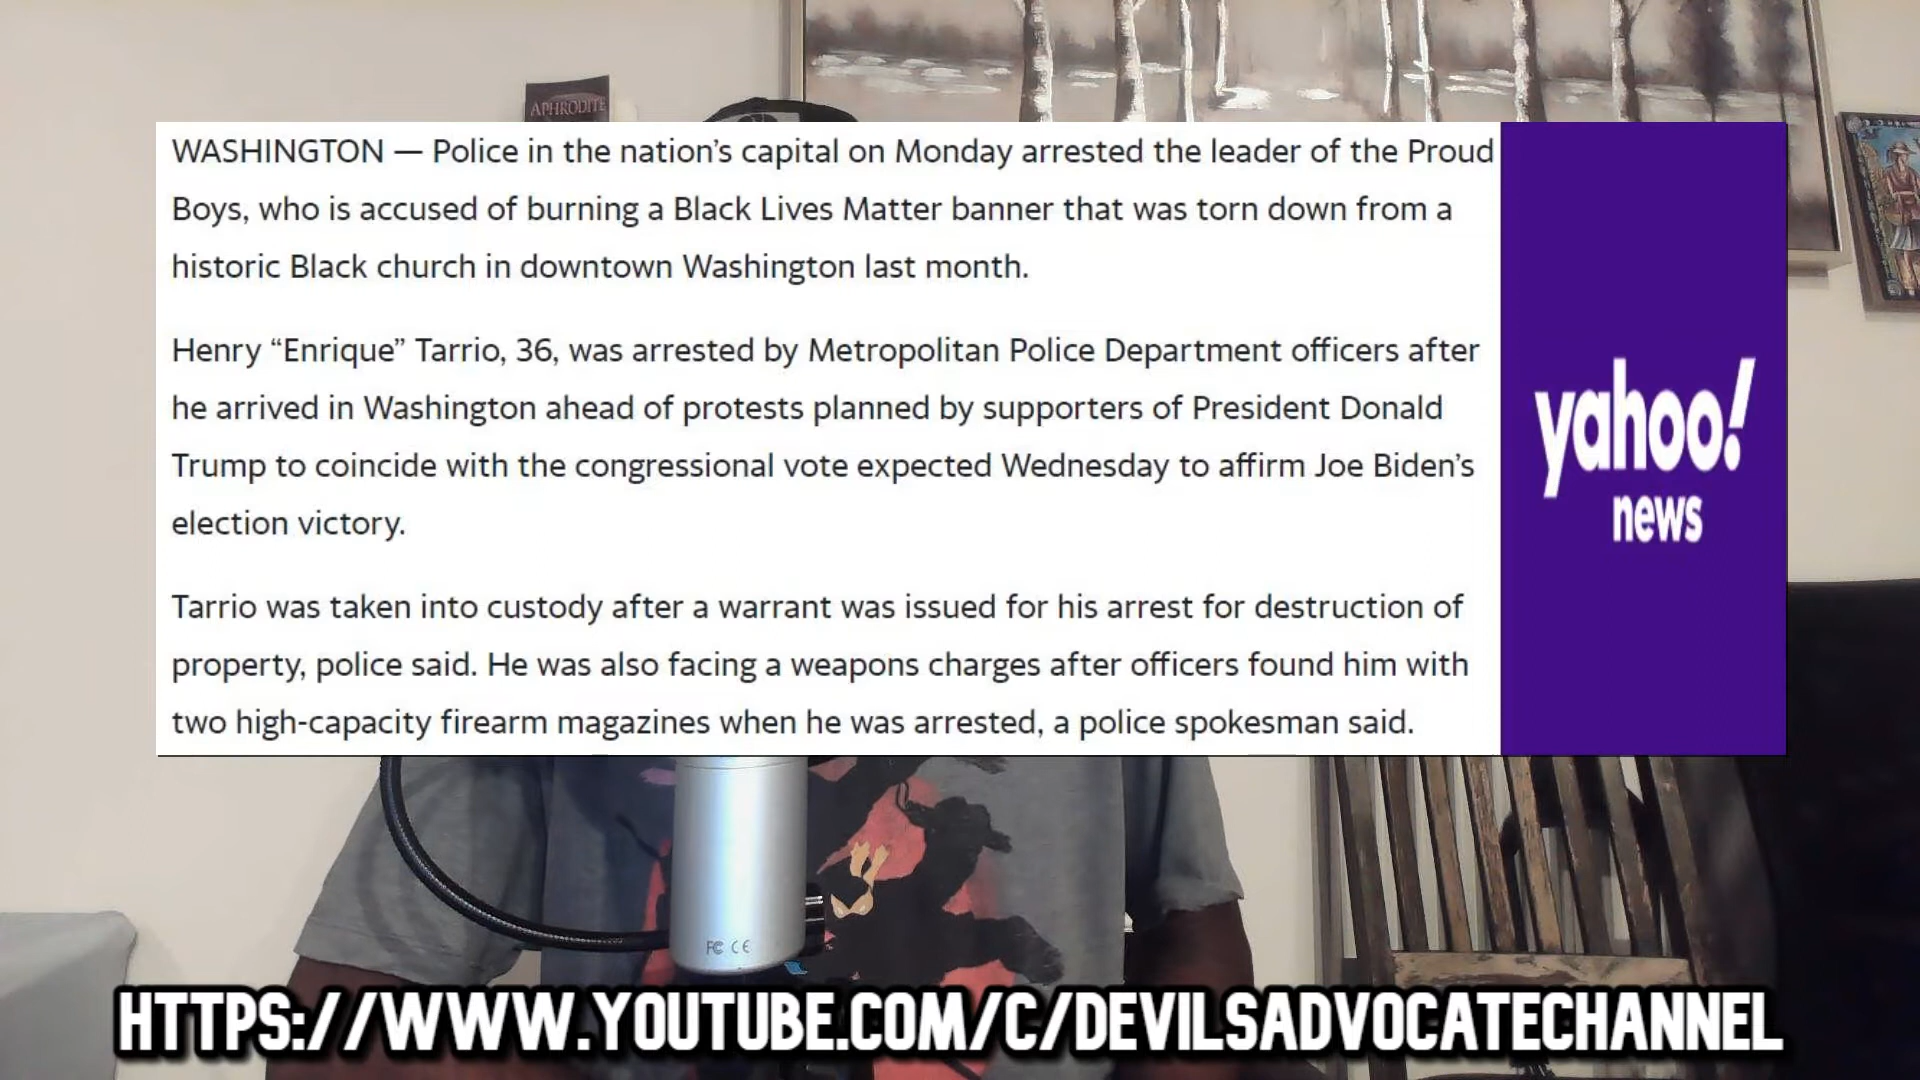 APHRODITE
WASHINGTON — Police in the nation's capital on Monday arrested the leader of the Proud
Boys, who is accused of burning a Black Lives Matter banner that was torn down from a
historic Black church in downtown Washington last month.
Henry “Enrique” Tarrio, 36, was arrested by Metropolitan Police Department officers after
he arrived in Washington ahead of protests planned by supporters of President Donald
Trump to coincide with the congressional vote expected Wednesday to affirm Joe Biden's
election victory.
Tarrio was taken into custody after a warrant was issued for his arrest for destruction of
property, police said. He was also facing a weapons charges after officers found him with
two high-capacity firearm magazines when he was arrested, a police spokesman said.
yahoo!
news
FC CE
HTTPS://WWW.YOUTUBE.COM/C/DEVILSADVOCATECHANNEL